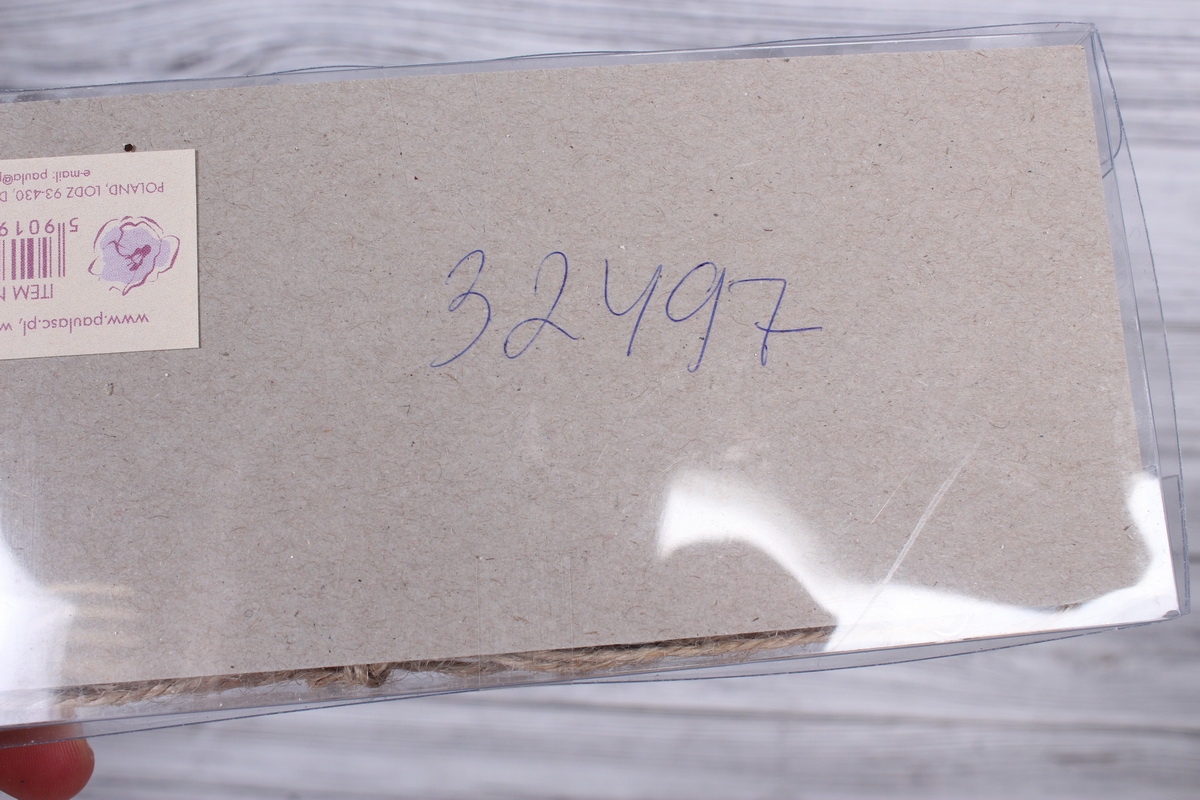 32497
www.paulasc.pl, w
ITEM
5 9019
POLAND, LODZ 93-430, D
e-mail: paula@p